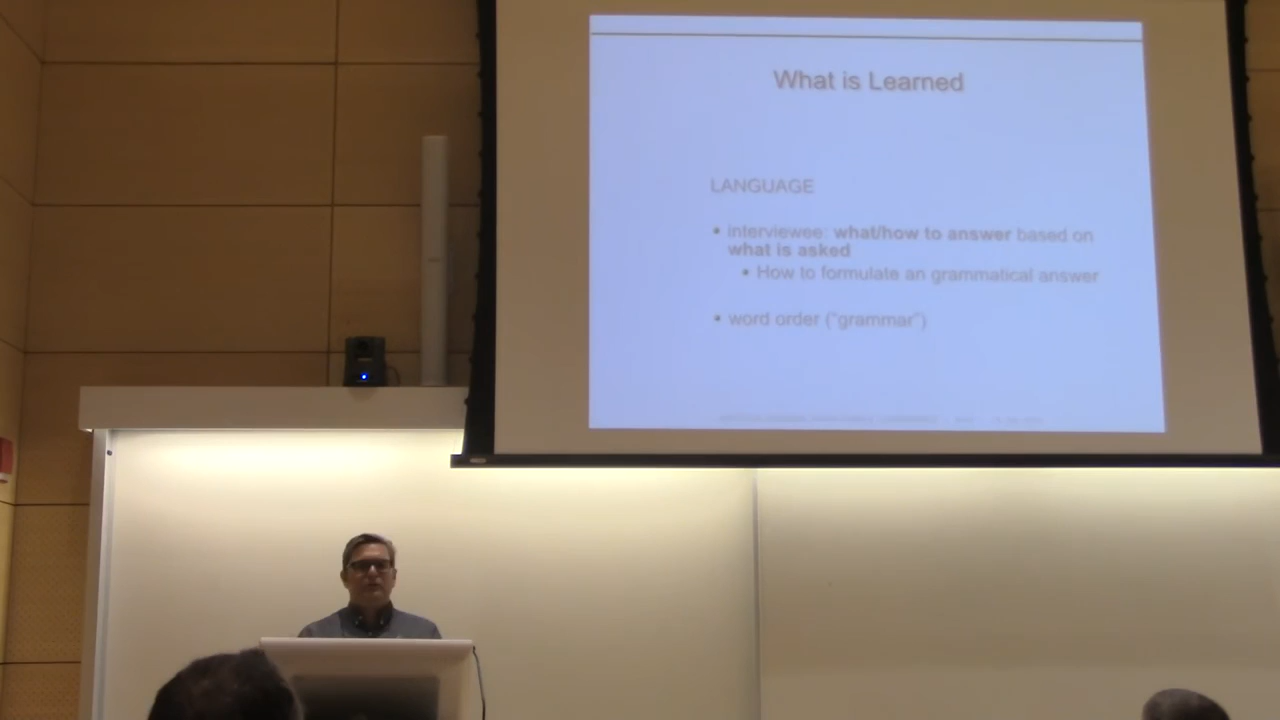 What is Learned
LANGUAGE
• interviewee: what/how to answer based on
what is asked
• How to formulate an grammatical answer
• word order ("grammar")